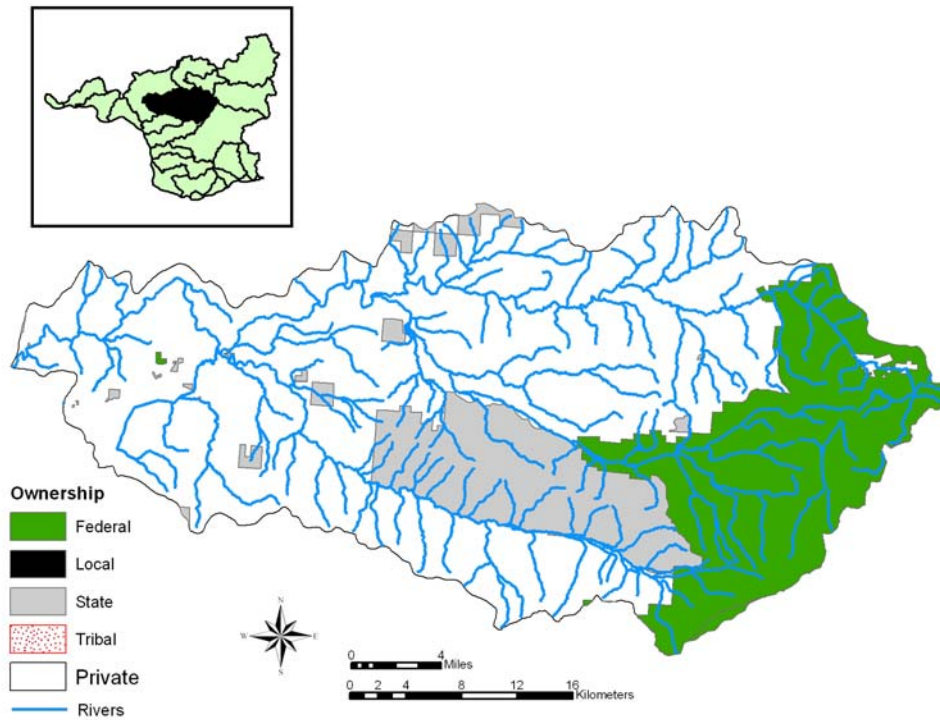 Ownership
Federal
Local
State
Tribal
Private
Rivers
N
W E
S
0 4
Miles
0 2 4 8 12 16
Kilometers